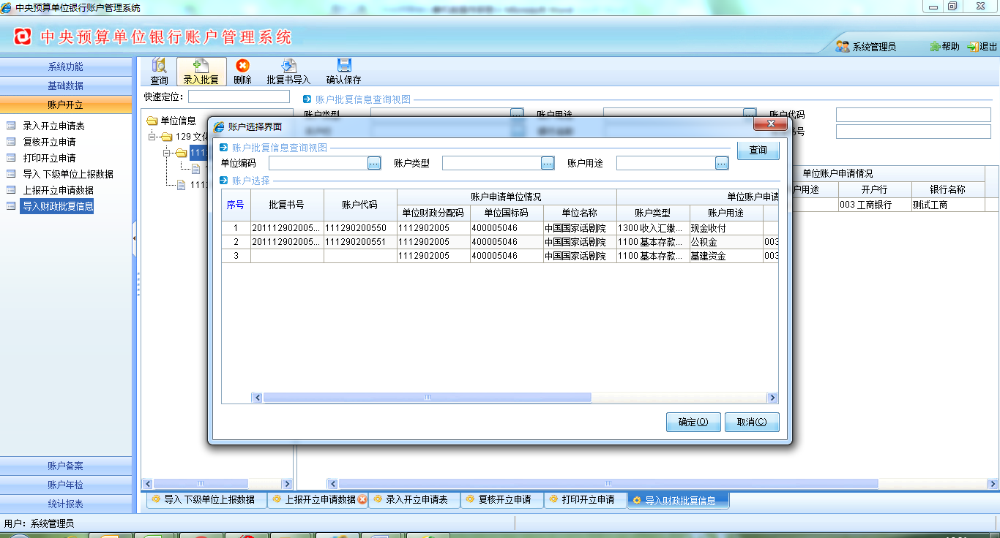 中央预算单位银行账户管理系统
中央预算单位银行账户管理系统
系统管理员 帮助 退出
系统功能
基础数据
账户开立
录入开立申请表
复核开立申请
打印开立申请
导入下级单位上报数据
上报开立申请数据
导入财政批复信息
账户备案
账户年检
统计报表
查询 录入批复 删除 批复书导入 确认保存
快速定位：
单位信息
129 文化
账户批复信息查询视图
账户类型 账户用途 账户代码
书号
单位账户申请情况
户用途 开户行 银行名称
003 工商银行 测试工商
账户选择界面
账户批复信息查询视图
单位编码 账户类型 账户用途 查询
账户选择
序号 批复书号 账户代码 账户申请单位情况 单位账户申请
单位财政分配码 单位国标码 单位名称 账户类型 账户用途
1 201112902005... 111290200550 1112902005 400005046 中国国家话剧院 1300 收入汇缴... 现金收付
2 201112902005... 111290200551 1112902005 400005046 中国国家话剧院 1100 基本存款... 公积金 003
3 1112902005 400005046 中国国家话剧院 1100 基本存款... 基建资金 003
确定(O) 取消(C)
导入下级单位上报数据 上报开立申请数据 录入开立申请表 复核开立申请 打印开立申请 导入财政批复信息
用户：系统管理员